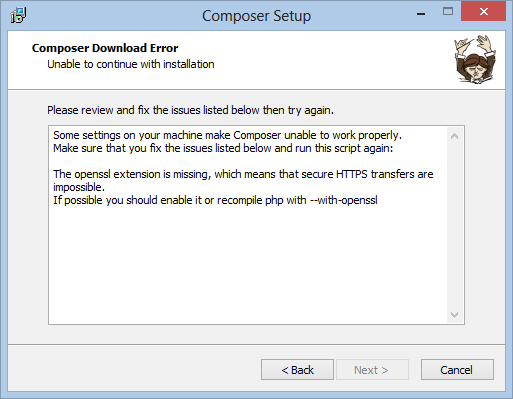 Composer Setup
Composer Download Error
Unable to continue with installation
Please review and fix the issues listed below then try again.
Some settings on your machine make Composer unable to work properly.
Make sure that you fix the issues listed below and run this script again:
The openssl extension is missing, which means that secure HTTPS transfers are
impossible.
If possible you should enable it or recompile php with --with-openssl
< Back
Next >
Cancel